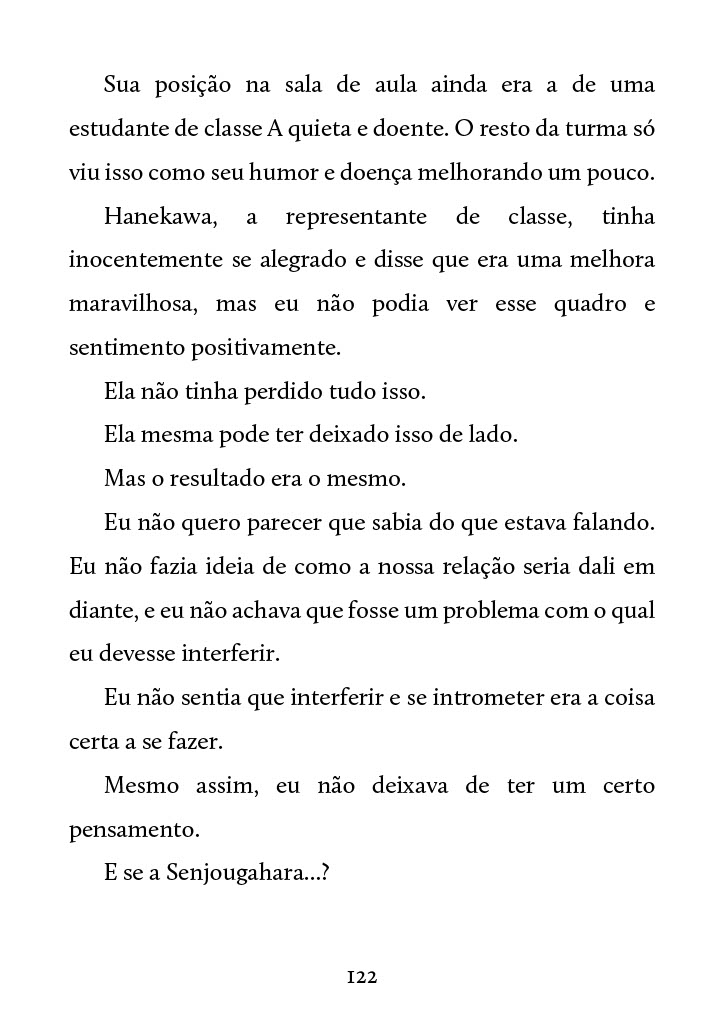 Sua posição na sala de aula ainda era a de uma
estudante de classe A quieta e doente. O resto da turma só
viu isso como seu humor e doença melhorando um pouco.
Hanekawa, a representante de classe, tinha
inocentemente se alegrado e disse que era uma melhora
maravilhosa, mas eu não podia ver esse quadro e
sentimento positivamente.
Ela não tinha perdido tudo isso.
Ela mesma pode ter deixado isso de lado.
Mas o resultado era o mesmo.
Eu não quero parecer que sabia do que estava falando.
Eu não fazia ideia de como a nossa relação seria dali em
diante, e eu não achava que fosse um problema com o qual
eu devesse interferir.
Eu não sentia que interferir e se intrometer era a coisa
certa a se fazer.
Mesmo assim, eu não deixava de ter um certo
pensamento.
E se a Senjougahara...?
122